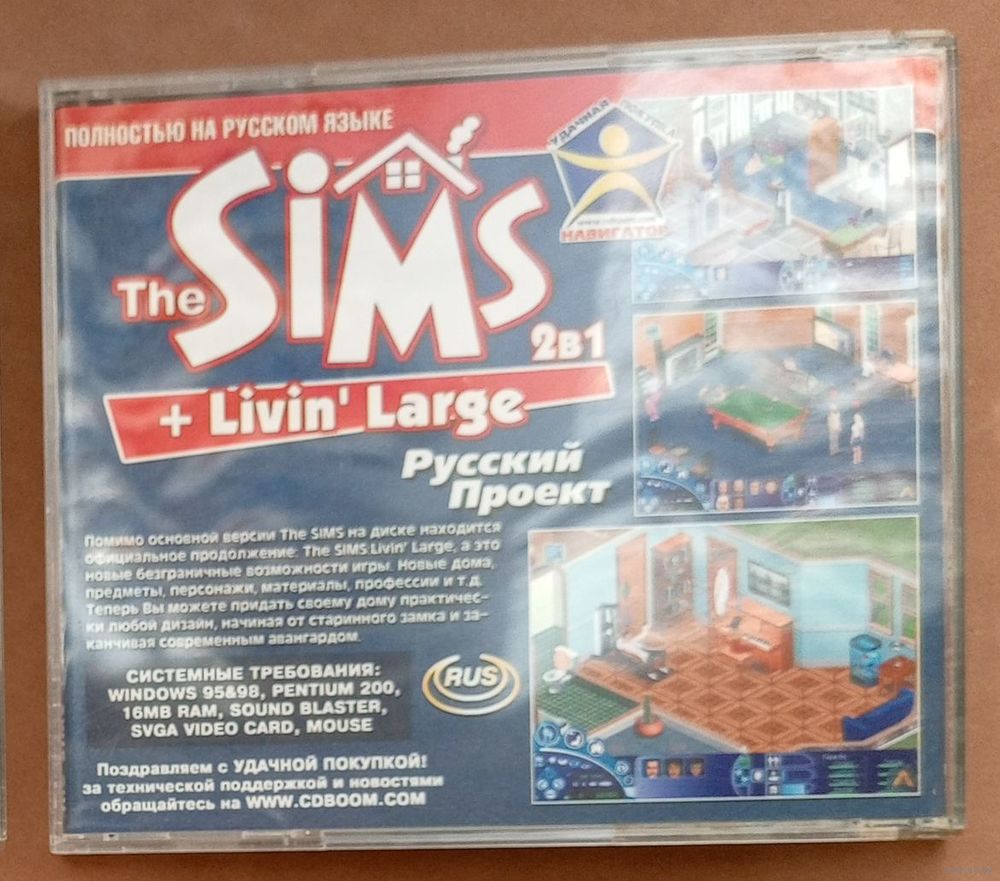 ПОЛНОСТЬЮ НА РУССКОМ ЯЗЫКЕ
The SIMS
2в1
+ Livin' Large
Русский
Проект
УДАЧНАЯ ПОКУПКА
НАВИГАТОР
Помимо основной версии The SIMS на диске находится
официальное продолжение: The SIMS Livin' Large, а это
новые безграничные возможности игры. Новые дома,
предметы, персонажи, материалы, профессии и т.д.
Теперь Вы можете придать своему дому практичес-
ки любой дизайн, начиная от старинного замка и за-
канчивая современным авангардом.
СИСТЕМНЫЕ ТРЕБОВАНИЯ:
WINDOWS 95&98, PENTIUM 200,
16MB RAM, SOUND BLASTER,
SVGA VIDEO CARD, MOUSE
RUS
Поздравляем с УДАЧНОЙ ПОКУПКОЙ!
за технической поддержкой и новостями
обращайтесь на WWW.CDBOOM.COM